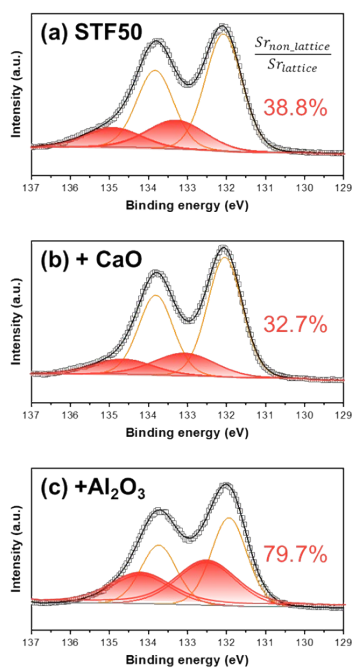 (a) STF50
Sr_non_lattice
Sr_lattice
38.8%
Intensity (a.u.)
137 136 135 134 133 132 131 130 129
Binding energy (eV)
(b) + CaO
32.7%
Intensity (a.u.)
137 136 135 134 133 132 131 130 129
Binding energy (eV)
(c) +Al₂O₃
79.7%
Intensity (a.u.)
137 136 135 134 133 132 131 130 129
Binding energy (eV)